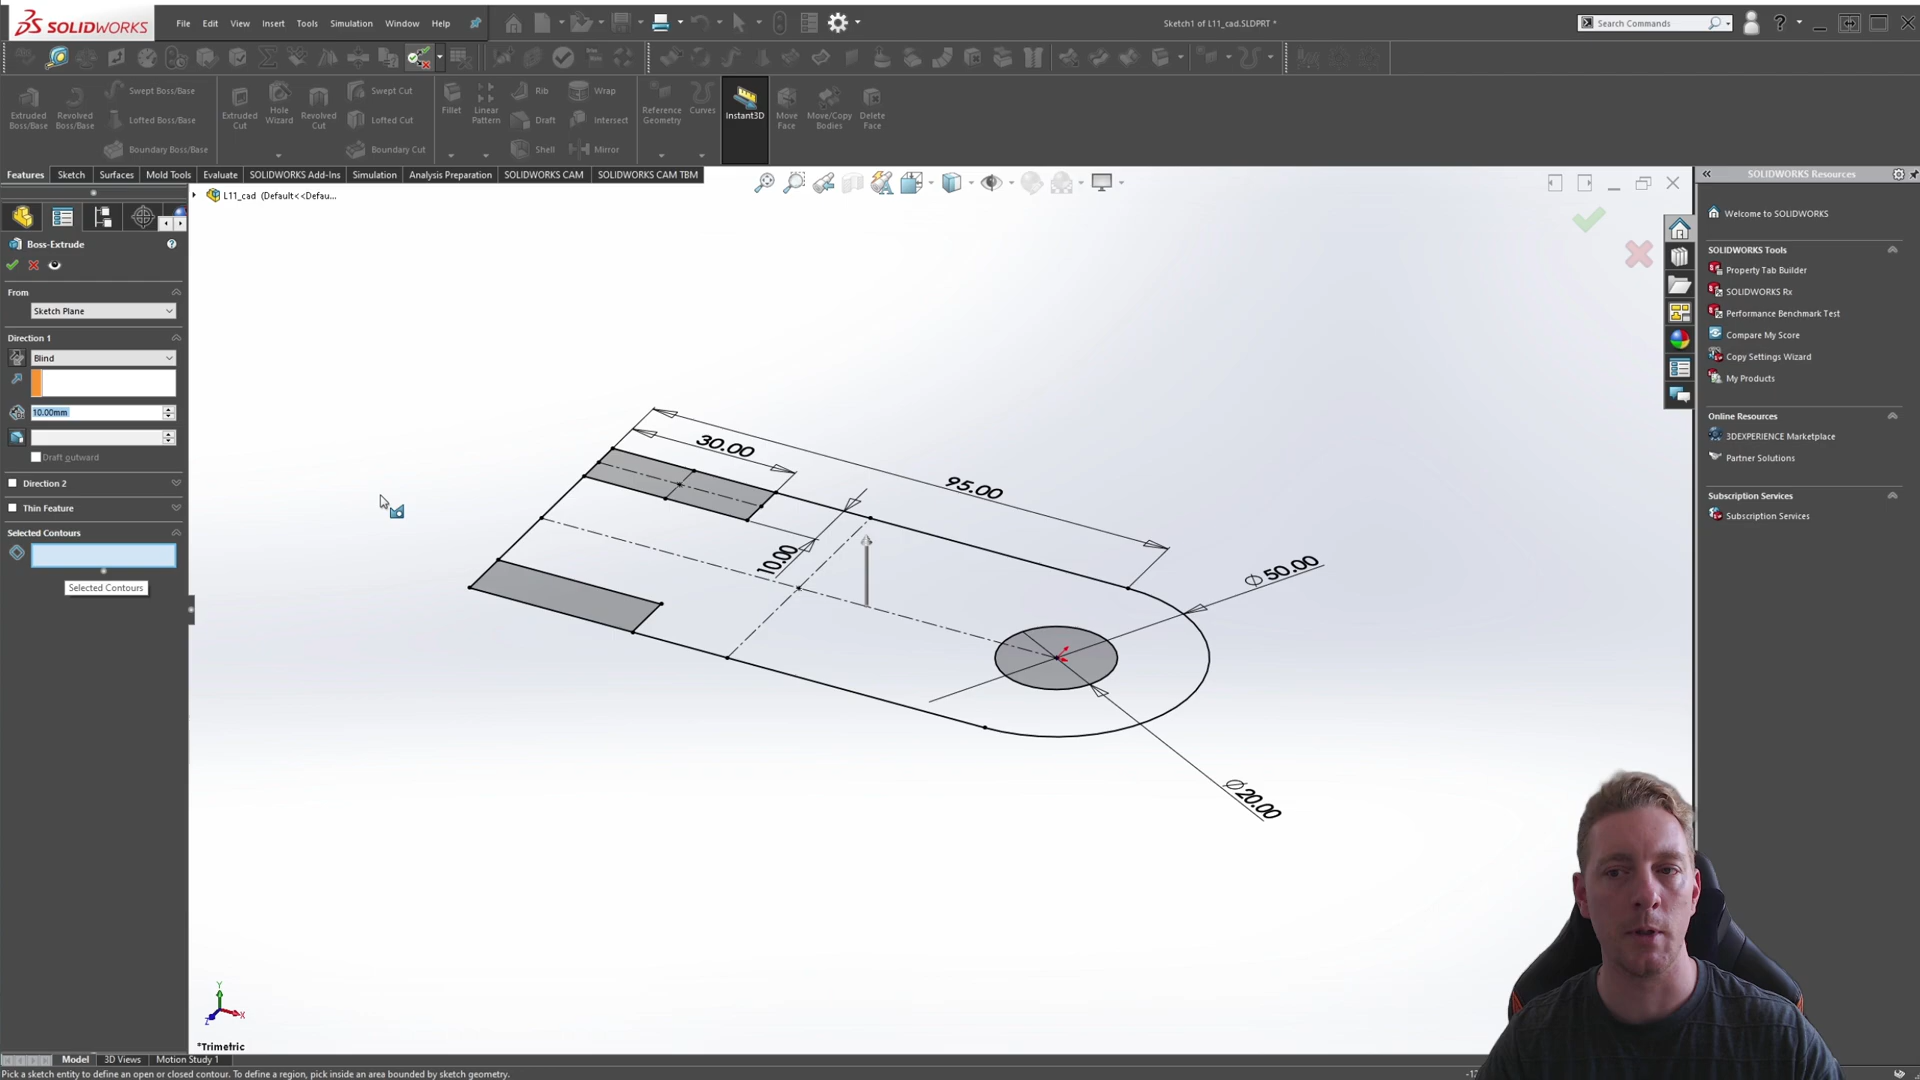 SOLIDWORKS File Edit View Insert Tools Simulation Window Help Sketch1 of L11_cad.SLDPRT * Search Commands ?
Extruded Boss/Base Revolved Boss/Base Swept Boss/Base Lofted Boss/Base Boundary Boss/Base Extruded Cut Hole Wizard Revolved Cut Swept Cut Lofted Cut Boundary Cut Fillet Linear Pattern Rib Draft Shell Wrap Intersect Mirror Reference Geometry Curves Instant3D Move Face Move/Copy Bodies Delete Face
Features Sketch Surfaces Mold Tools Evaluate SOLIDWORKS Add-Ins Simulation Analysis Preparation SOLIDWORKS CAM SOLIDWORKS CAM TBM
L11_cad (Default<<Defau...
Boss-Extrude
From
Sketch Plane
Direction 1
Blind
10.00mm
Draft outward
Direction 2
Thin Feature
Selected Contours
Selected Contours
30.00
95.00
10.00
∅50.00
∅20.00
Y
Z
X
*Trimetric
SOLIDWORKS Resources
Welcome to SOLIDWORKS
SOLIDWORKS Tools
Property Tab Builder
SOLIDWORKS Rx
Performance Benchmark Test
Compare My Score
Copy Settings Wizard
My Products
Online Resources
3DEXPERIENCE Marketplace
Partner Solutions
Subscription Services
Subscription Services
Model 3D Views Motion Study 1
Pick a sketch entity to define an open or closed contour. To define a region, pick inside an area bounded by sketch geometry.